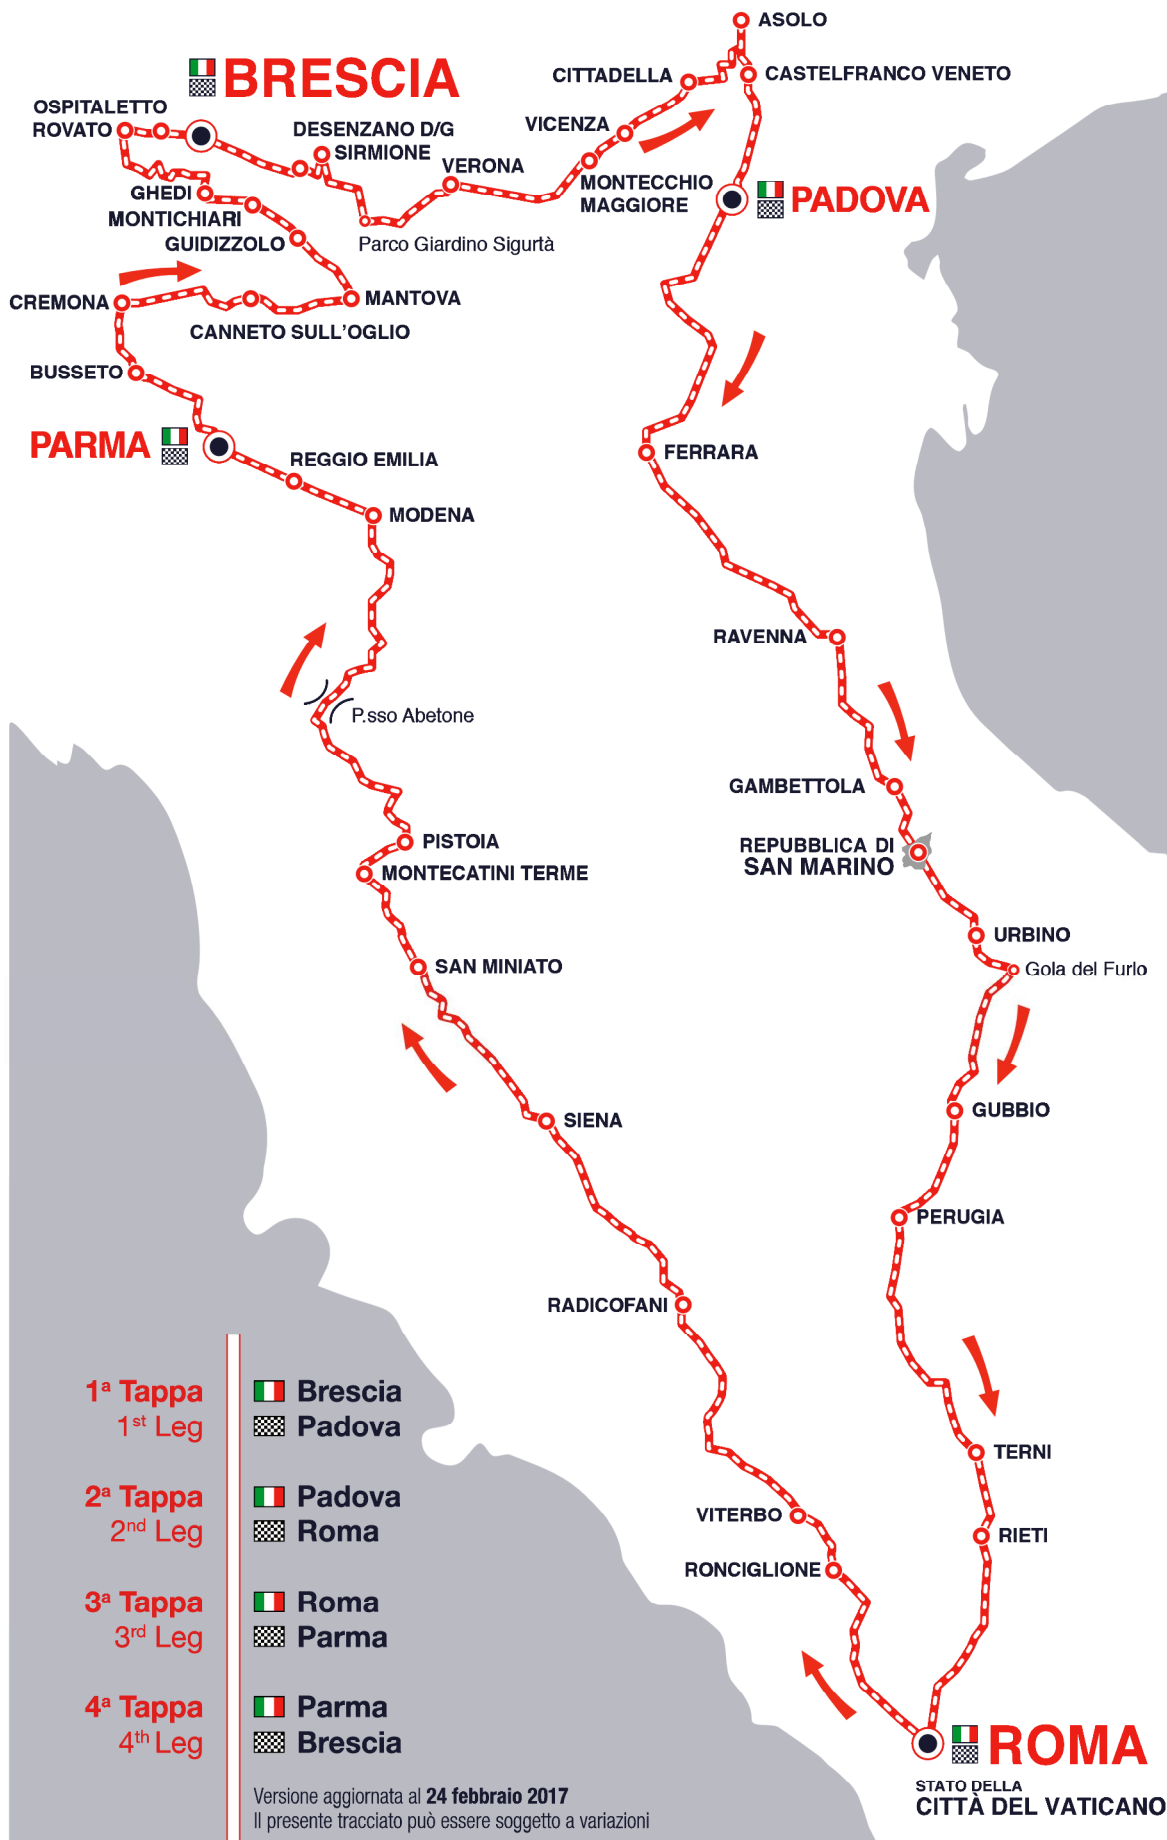 ASOLO
CITTADELLA
CASTELFRANCO VENETO
BRESCIA
OSPITALETTO
ROVATO
DESENZANO D/G
SIRMIONE
VICENZA
VERONA
MONTECCHIO
MAGGIORE
PADOVA
GHEDI
MONTICHIARI
GUIDIZZOLO
Parco Giardino Sigurtà
CREMONA
MANTOVA
CANNETO SULL'OGLIO
BUSSETO
PARMA
REGGIO EMILIA
FERRARA
MODENA
RAVENNA
P.sso Abetone
GAMBETTOLA
PISTOIA
REPUBBLICA DI
SAN MARINO
MONTECATINI TERME
URBINO
SAN MINIATO
Gola del Furlo
GUBBIO
SIENA
PERUGIA
RADICOFANI
TERNI
VITERBO
RIETI
RONCIGLIONE
ROMA
STATO DELLA
CITTÀ DEL VATICANO
1ª Tappa Brescia
1st Leg Padova
2ª Tappa Padova
2nd Leg Roma
3ª Tappa Roma
3rd Leg Parma
4ª Tappa Parma
4th Leg Brescia
Versione aggiornata al 24 febbraio 2017
Il presente tracciato può essere soggetto a variazioni